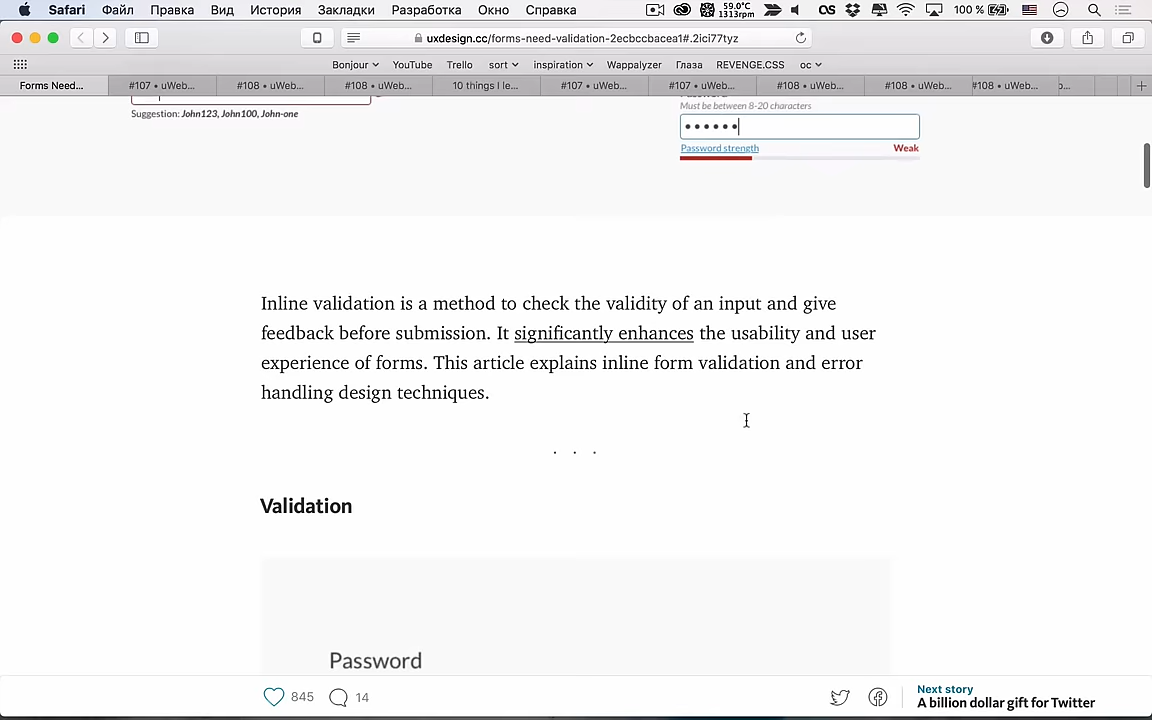 Safari Файл Правка Вид История Закладки Разработка Окно Справка 59.0°C 1313rpm 100 %
uxdesign.cc/forms-need-validation-2ecbccbacea1#.2ici77tyz
Bonjour YouTube Trello sort inspiration Wappalyzer Глаза REVENGE.CSS ос
Forms Need... #107 • uWeb... #108 • uWeb... #108 • uWeb... 10 things I le... #107 • uWeb... #107 • uWeb... #108 • uWeb... #108 • uWeb... #108 • uWeb...
Must be between 8-20 characters
Suggestion: John123, John100, John-one
Password strength Weak
Inline validation is a method to check the validity of an input and give
feedback before submission. It significantly enhances the usability and user
experience of forms. This article explains inline form validation and error
handling design techniques.
Validation
Password
845 14
Next story
A billion dollar gift for Twitter